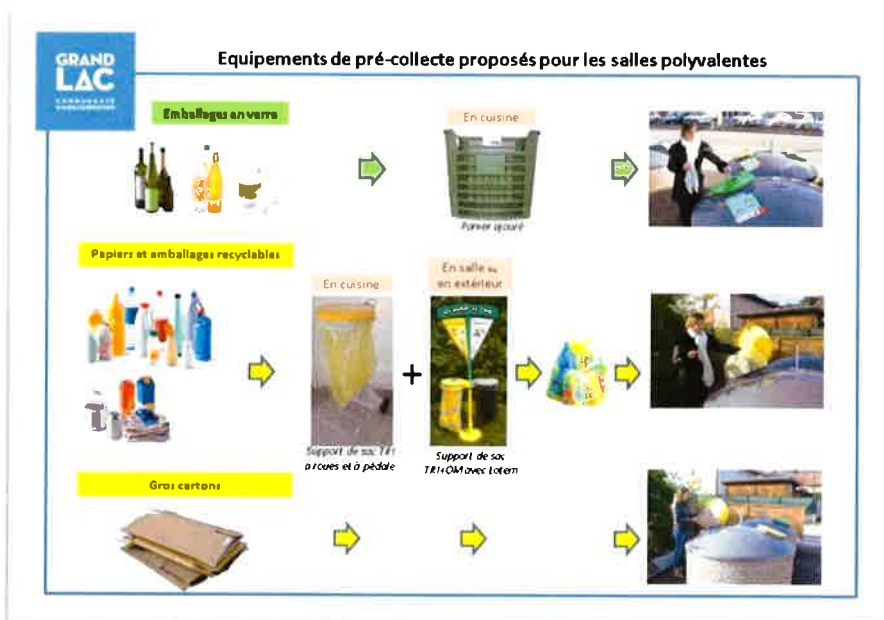 GRAND
LAC
Equipements de pré-collecte proposés pour les salles polyvalentes
Emballages en verre
En cuisine
Panier ajouré
Papiers et emballages recyclables
En cuisine
En salle ou
en extérieur
+
Support de sac TRI
à roues et à pédale
Support de sac
TRI+OM avec totem
Gros cartons